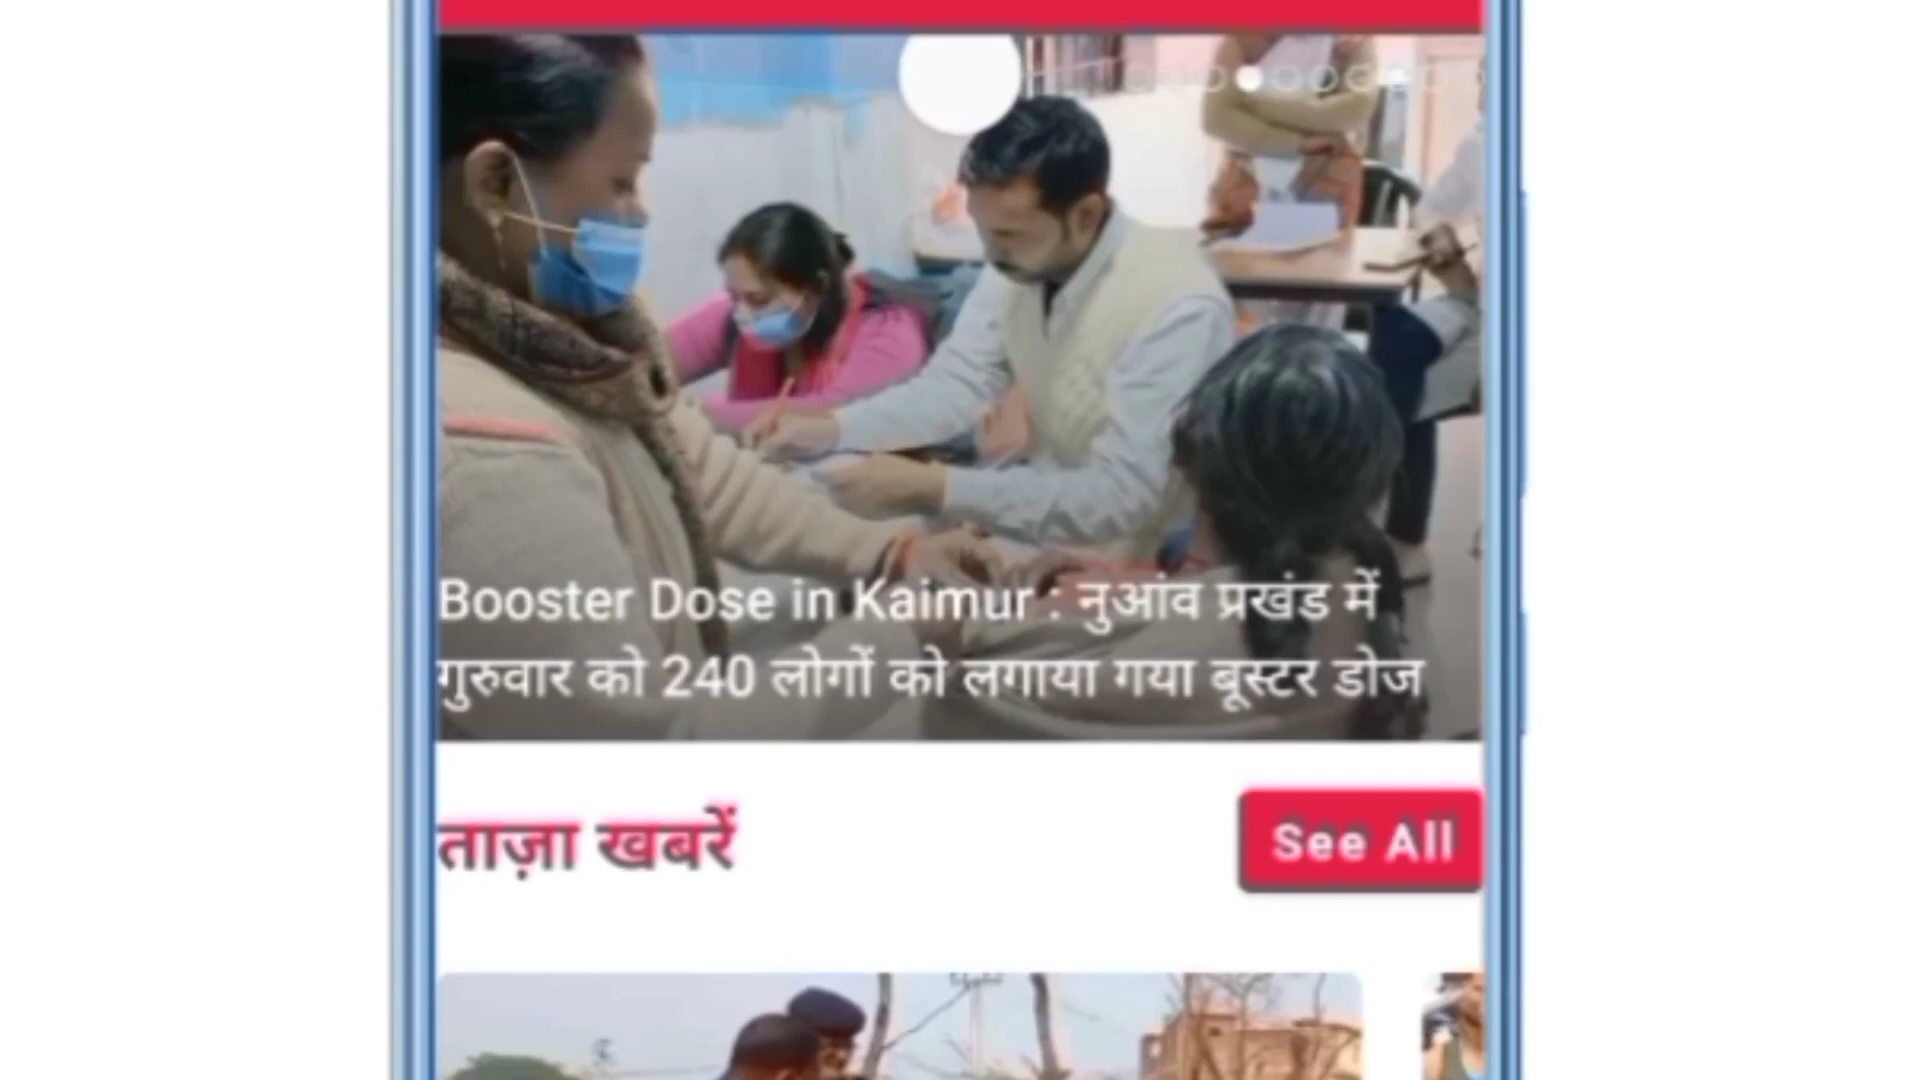 Booster Dose in Kaimur : नुआंव प्रखंड में
गुरुवार को 240 लोगों को लगाया गया बूस्टर डोज
ताज़ा खबरें
See All